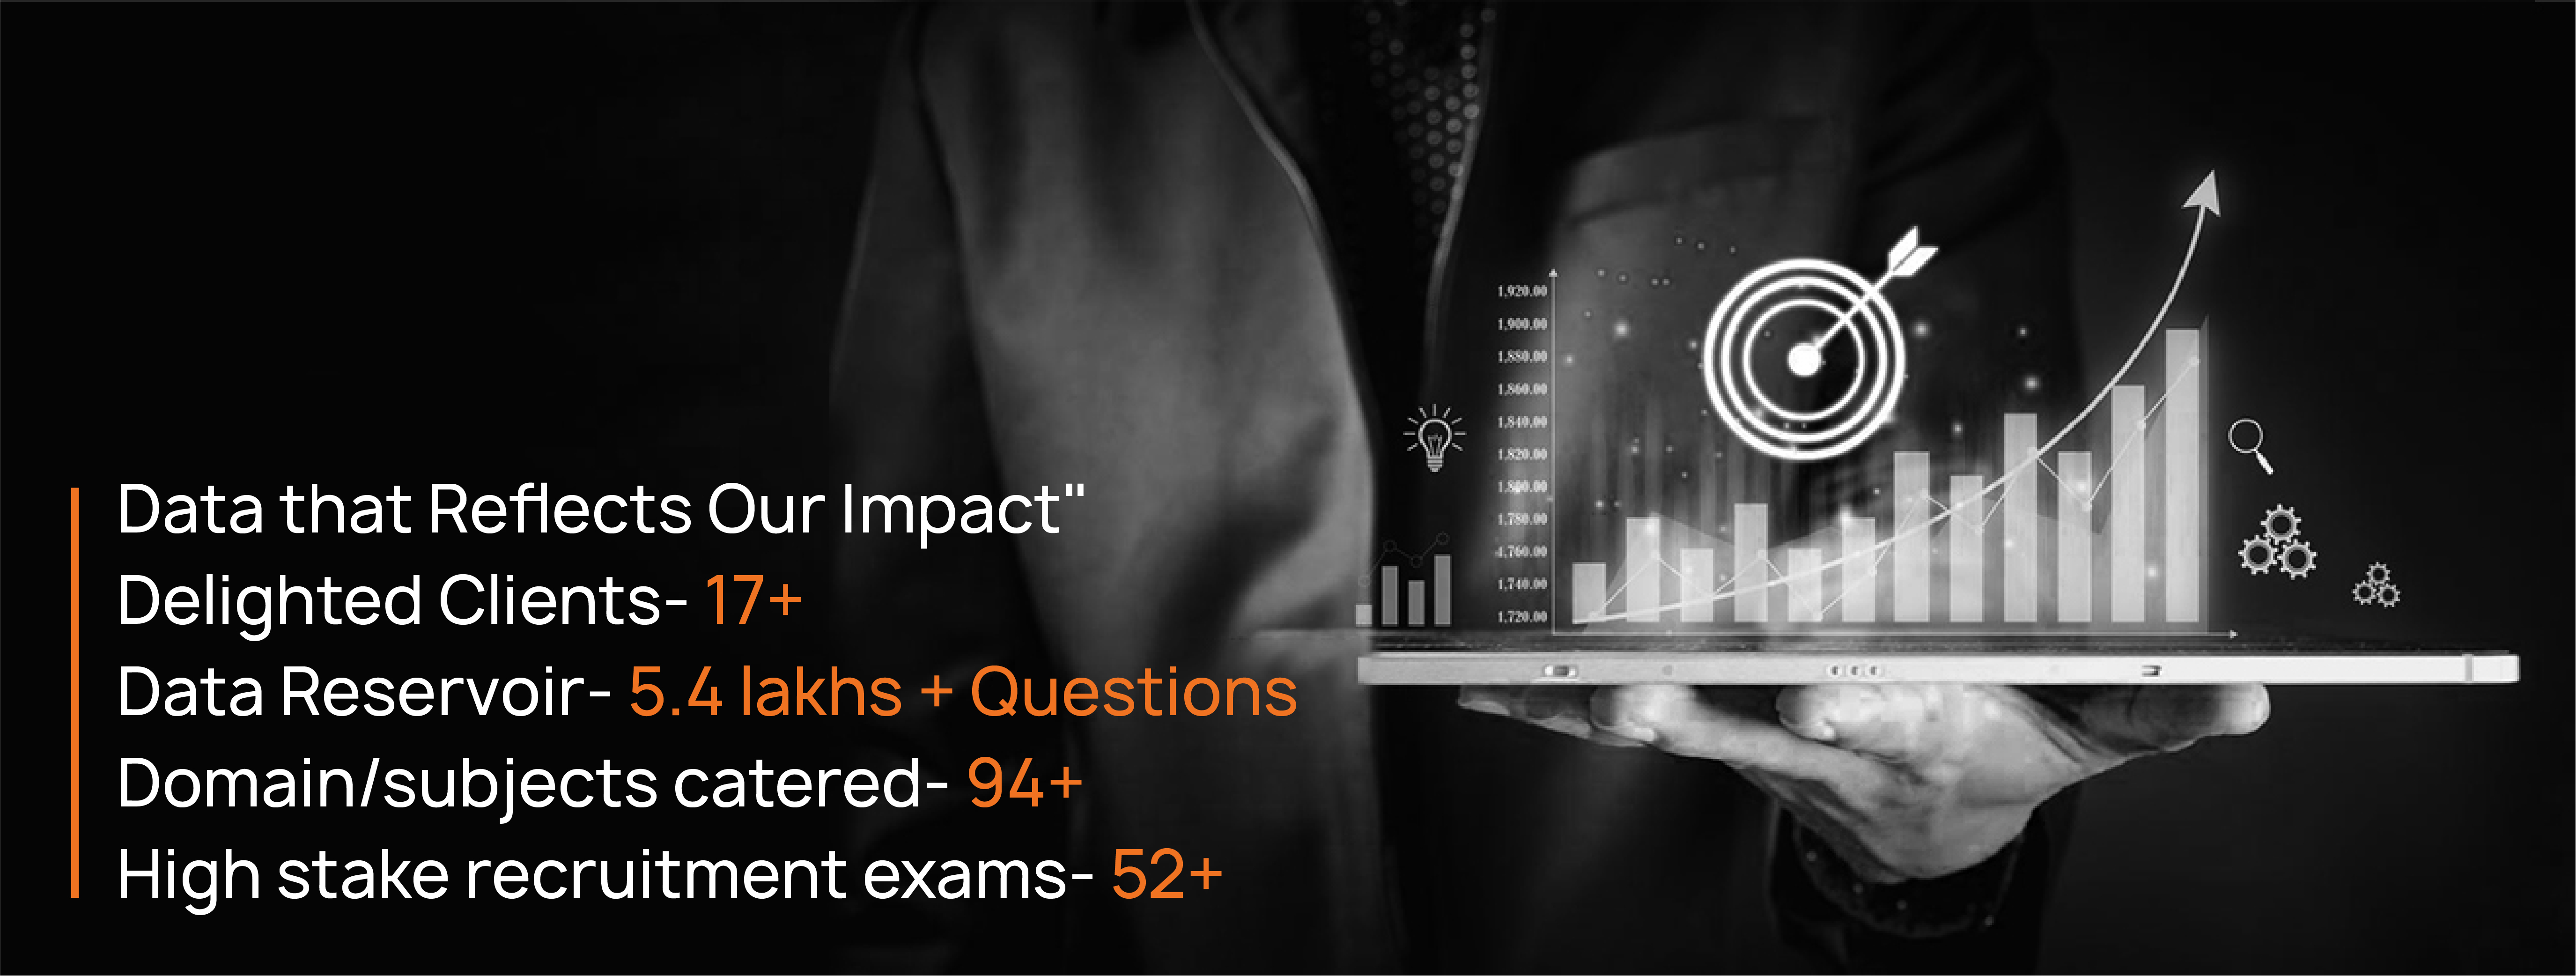 Data that Reflects Our Impact"
Delighted Clients- 17+
Data Reservoir- 5.4 lakhs + Questions
Domain/subjects catered- 94+
High stake recruitment exams- 52+
1,920.00
1,900.00
1,880.00
1,860.00
1,840.00
1,820.00
1,800.00
1,780.00
1,760.00
1,740.00
1,720.00